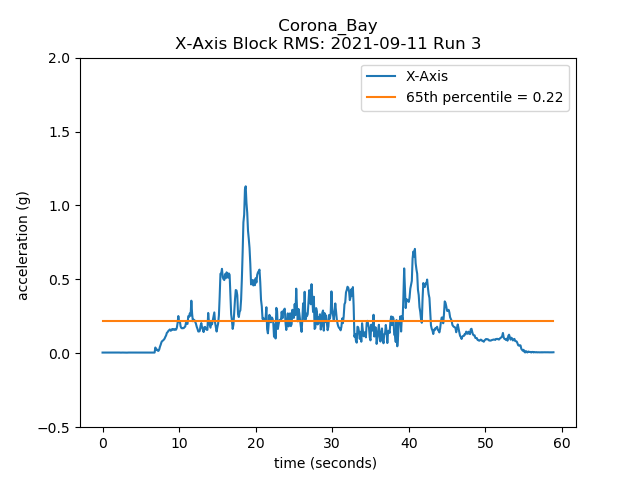 Corona_Bay
X-Axis Block RMS: 2021-09-11 Run 3
X-Axis
65th percentile = 0.22
2.0
1.5
1.0
0.5
0.0
−0.5
acceleration (g)
0 10 20 30 40 50 60
time (seconds)